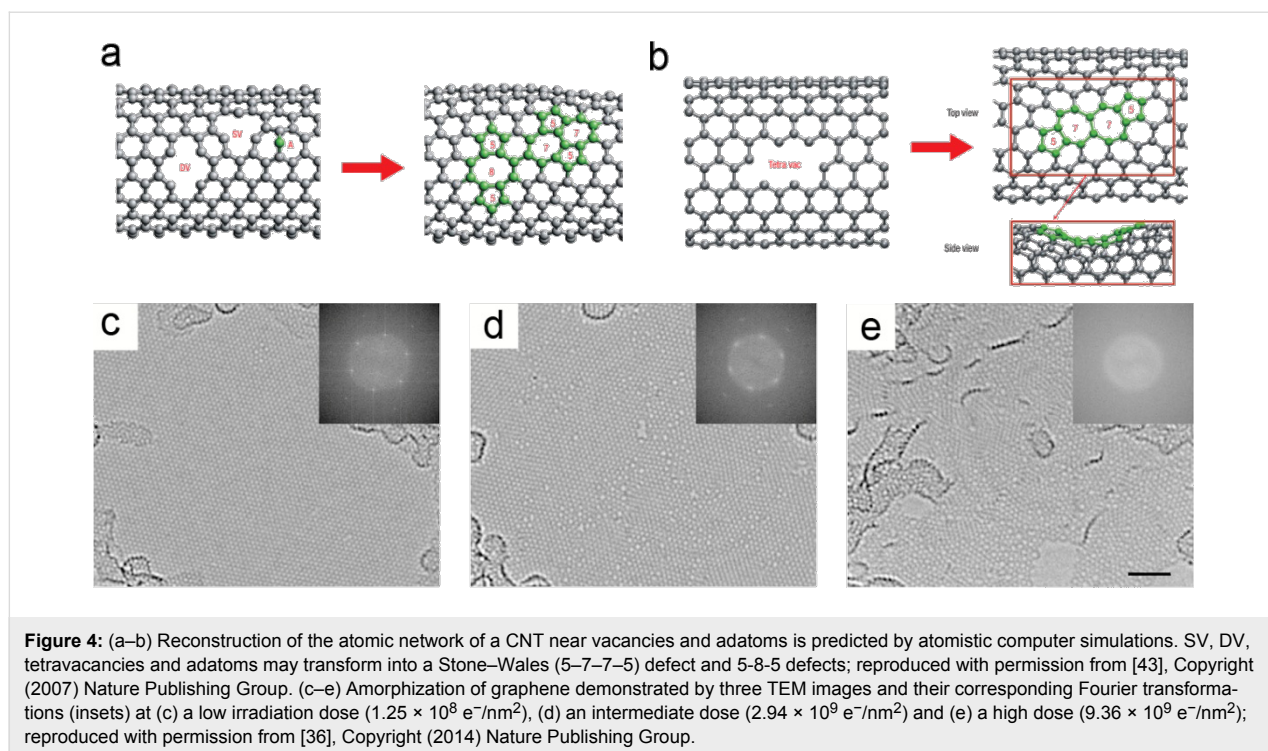 a
b
SV
A
DV
5
7
5
7
5
8
5
Tetra vac
Top view
5
7
7
5
Side view
c
d
e
Figure 4: (a–b) Reconstruction of the atomic network of a CNT near vacancies and adatoms is predicted by atomistic computer simulations. SV, DV,
tetravacancies and adatoms may transform into a Stone–Wales (5–7–7–5) defect and 5-8-5 defects; reproduced with permission from [43], Copyright
(2007) Nature Publishing Group. (c–e) Amorphization of graphene demonstrated by three TEM images and their corresponding Fourier transforma-
tions (insets) at (c) a low irradiation dose (1.25 × 10⁸ e⁻/nm²), (d) an intermediate dose (2.94 × 10⁹ e⁻/nm²) and (e) a high dose (9.36 × 10⁹ e⁻/nm²);
reproduced with permission from [36], Copyright (2014) Nature Publishing Group.